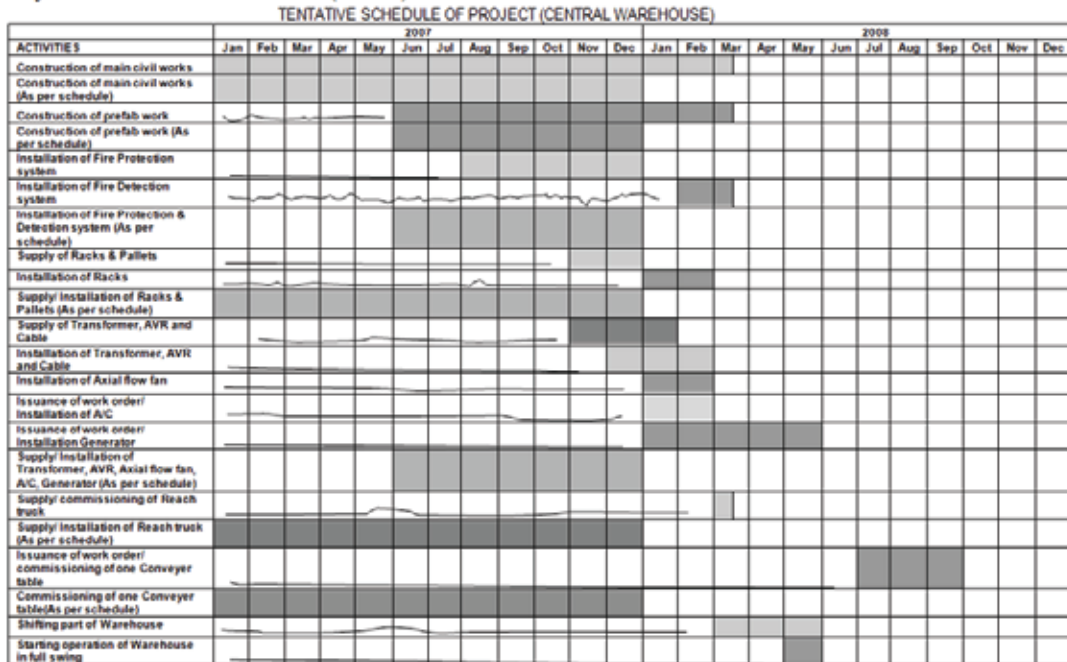 TENTATIVE SCHEDULE OF PROJECT (CENTRAL WAREHOUSE)
2007 2008
ACTIVITIES Jan Feb Mar Apr May Jun Jul Aug Sep Oct Nov Dec Jan Feb Mar Apr May Jun Jul Aug Sep Oct Nov Dec
Construction of main civil works
Construction of main civil works
(As per schedule)
Construction of prefab work
Construction of prefab work (As
per schedule)
Installation of Fire Protection
system
Installation of Fire Detection
system
Installation of Fire Protection &
Detection system (As per
schedule)
Supply of Racks & Pallets
Installation of Racks
Supply/ Installation of Racks &
Pallets (As per schedule)
Supply of Transformer, AVR and
Cable
Installation of Transformer, AVR
and Cable
Installation of Axial flow fan
Issuance of work order/
Installation of A/C
Issuance of work order/
Installation Generator
Supply/ Installation of
Transformer, AVR, Axial flow fan,
A/C, Generator (As per schedule)
Supply/ commissioning of Reach
truck
Supply/ Installation of Reach truck
(As per schedule)
Issuance of work order/
commissioning of one Conveyer
table
Commissioning of one Conveyer
table(As per schedule)
Shifting part of Warehouse
Starting operation of Warehouse
in full swing